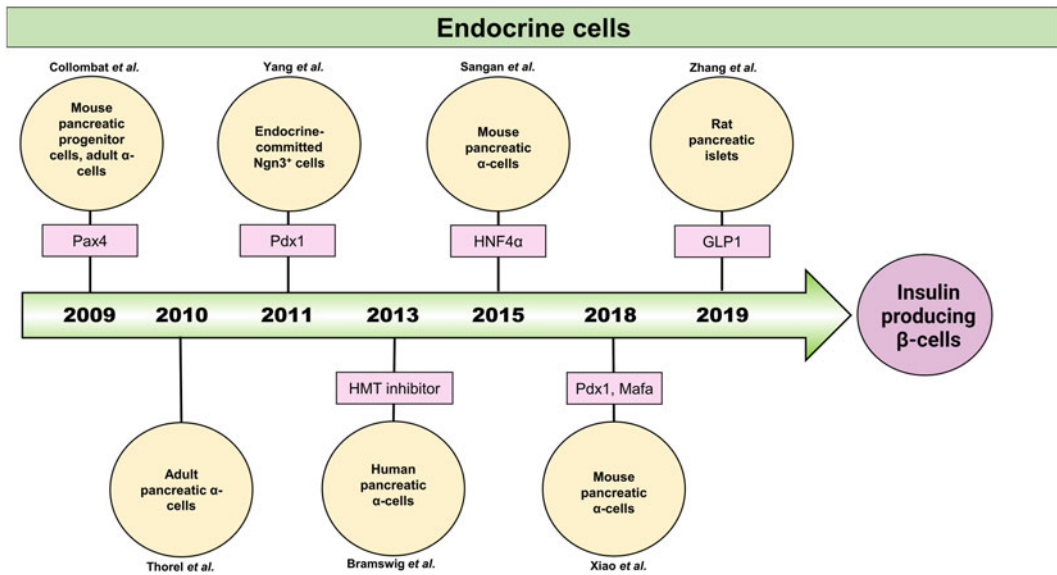 Endocrine cells
Collombat et al.
Yang et al.
Sangan et al.
Zhang et al.
Mouse
pancreatic
progenitor
cells, adult α-
cells
Endocrine-
committed
Ngn3⁺ cells
Mouse
pancreatic
α-cells
Rat
pancreatic
islets
Pax4
Pdx1
HNF4α
GLP1
2009
2010
2011
2013
2015
2018
2019
Insulin
producing
β-cells
HMT inhibitor
Pdx1, Mafa
Adult
pancreatic α-
cells
Human
pancreatic
α-cells
Mouse
pancreatic
α-cells
Thorel et al.
Bramswig et al.
Xiao et al.